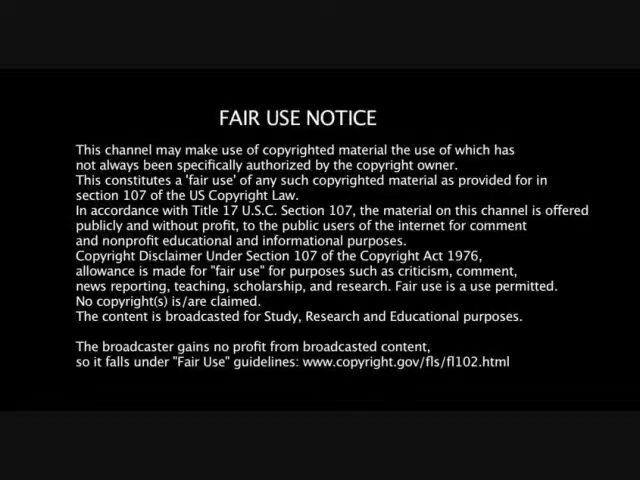 FAIR USE NOTICE
This channel may make use of copyrighted material the use of which has
not always been specifically authorized by the copyright owner.
This constitutes a 'fair use' of any such copyrighted material as provided for in
section 107 of the US Copyright Law.
In accordance with Title 17 U.S.C. Section 107, the material on this channel is offered
publicly and without profit, to the public users of the internet for comment
and nonprofit educational and informational purposes.
Copyright Disclaimer Under Section 107 of the Copyright Act 1976,
allowance is made for "fair use" for purposes such as criticism, comment,
news reporting, teaching, scholarship, and research. Fair use is a use permitted.
No copyright(s) is/are claimed.
The content is broadcasted for Study, Research and Educational purposes.
The broadcaster gains no profit from broadcasted content,
so it falls under "Fair Use" guidelines: www.copyright.gov/fls/fl102.html